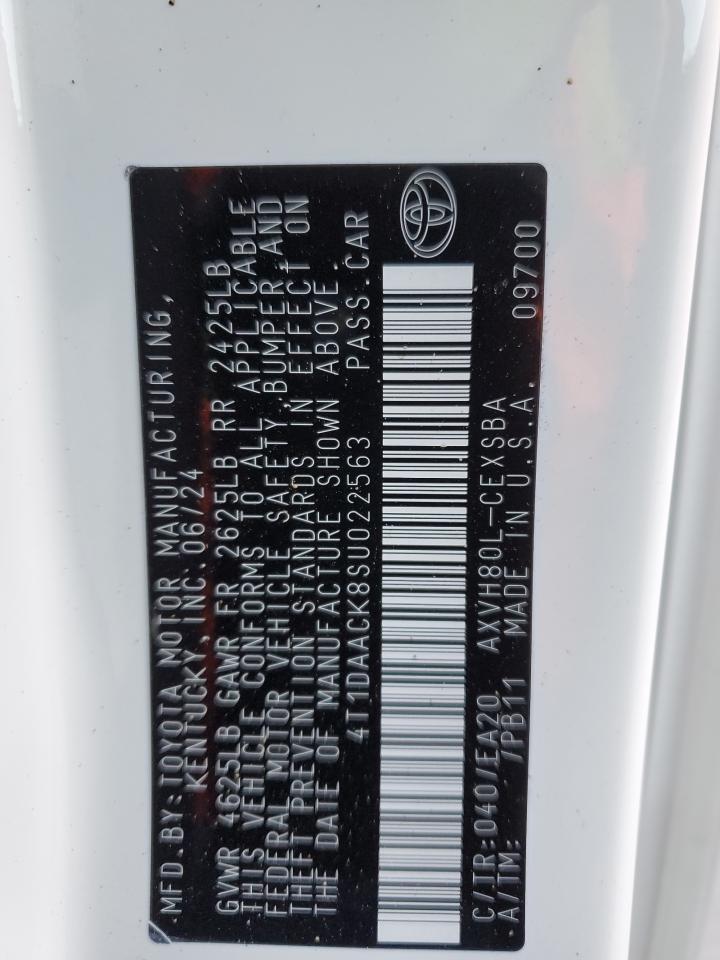 MFD. BY: TOYOTA MOTOR MANUFACTURING,
KENTUCKY, INC. 06/24
GVWR 4625LB GAWR FR 2625LB RR 2425LB
THIS VEHICLE CONFORMS TO ALL APPLICABLE
FEDERAL MOTOR VEHICLE SAFETY, BUMPER, AND
THEFT PREVENTION STANDARDS IN EFFECT ON
THE DATE OF MANUFACTURE SHOWN ABOVE.
4T1DAACK8SU022563 PASS.CAR
C/TR:040/EA20 AXVH80L-CEXSBA
A/TM: /PB11 MADE IN U.S.A. 09700